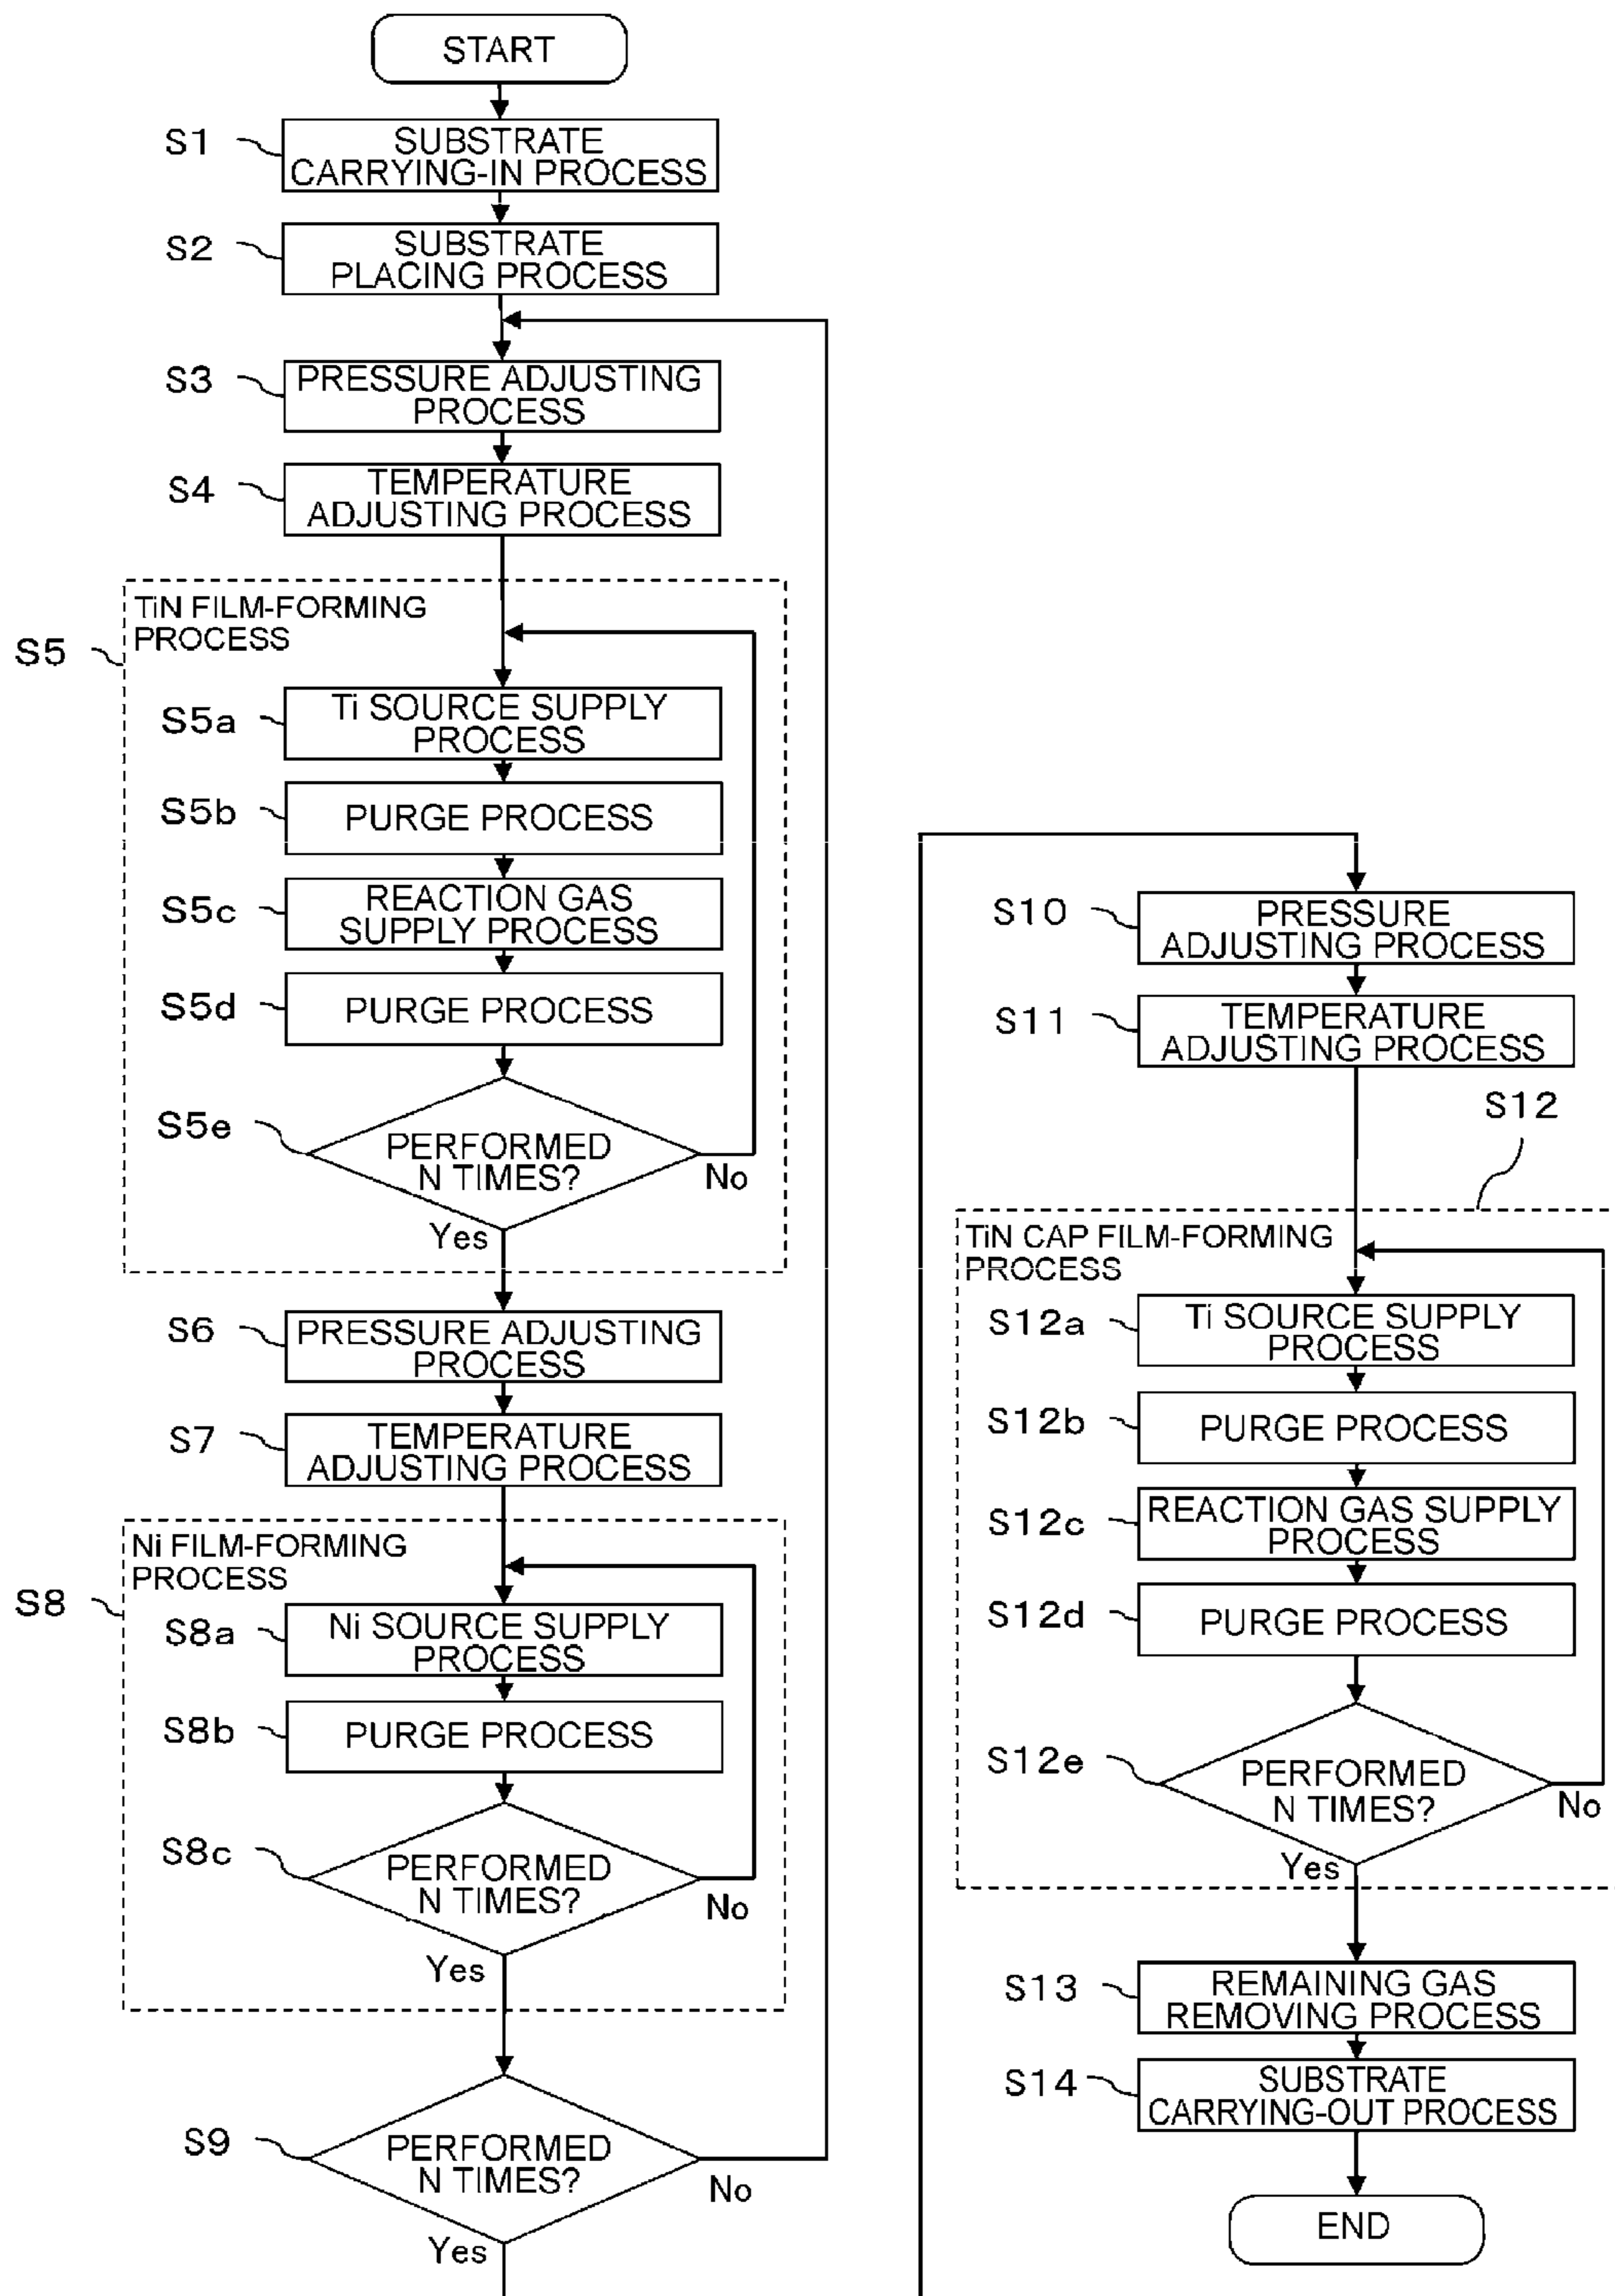 START
S1
SUBSTRATE
CARRYING-IN PROCESS
S2
SUBSTRATE
PLACING PROCESS
S3
PRESSURE ADJUSTING
PROCESS
S4
TEMPERATURE
ADJUSTING PROCESS
TiN FILM-FORMING
PROCESS
S5
S5a
Ti SOURCE SUPPLY
PROCESS
S5b
PURGE PROCESS
S5c
REACTION GAS
SUPPLY PROCESS
S5d
PURGE PROCESS
S5e
PERFORMED
N TIMES?
No
Yes
S6
PRESSURE ADJUSTING
PROCESS
S7
TEMPERATURE
ADJUSTING PROCESS
Ni FILM-FORMING
PROCESS
S8
S8a
Ni SOURCE SUPPLY
PROCESS
S8b
PURGE PROCESS
S8c
PERFORMED
N TIMES?
No
Yes
S9
PERFORMED
N TIMES?
No
Yes
S10
PRESSURE
ADJUSTING PROCESS
S11
TEMPERATURE
ADJUSTING PROCESS
S12
TiN CAP FILM-FORMING
PROCESS
S12a
Ti SOURCE SUPPLY
PROCESS
S12b
PURGE PROCESS
S12c
REACTION GAS SUPPLY
PROCESS
S12d
PURGE PROCESS
S12e
PERFORMED
N TIMES?
No
Yes
S13
REMAINING GAS
REMOVING PROCESS
S14
SUBSTRATE
CARRYING-OUT PROCESS
END